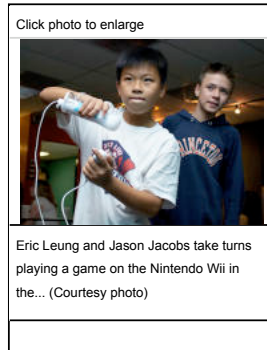 Click photo to enlarge
PRINCETON
Eric Leung and Jason Jacobs take turns
playing a game on the Nintendo Wii in
the... (Courtesy photo)